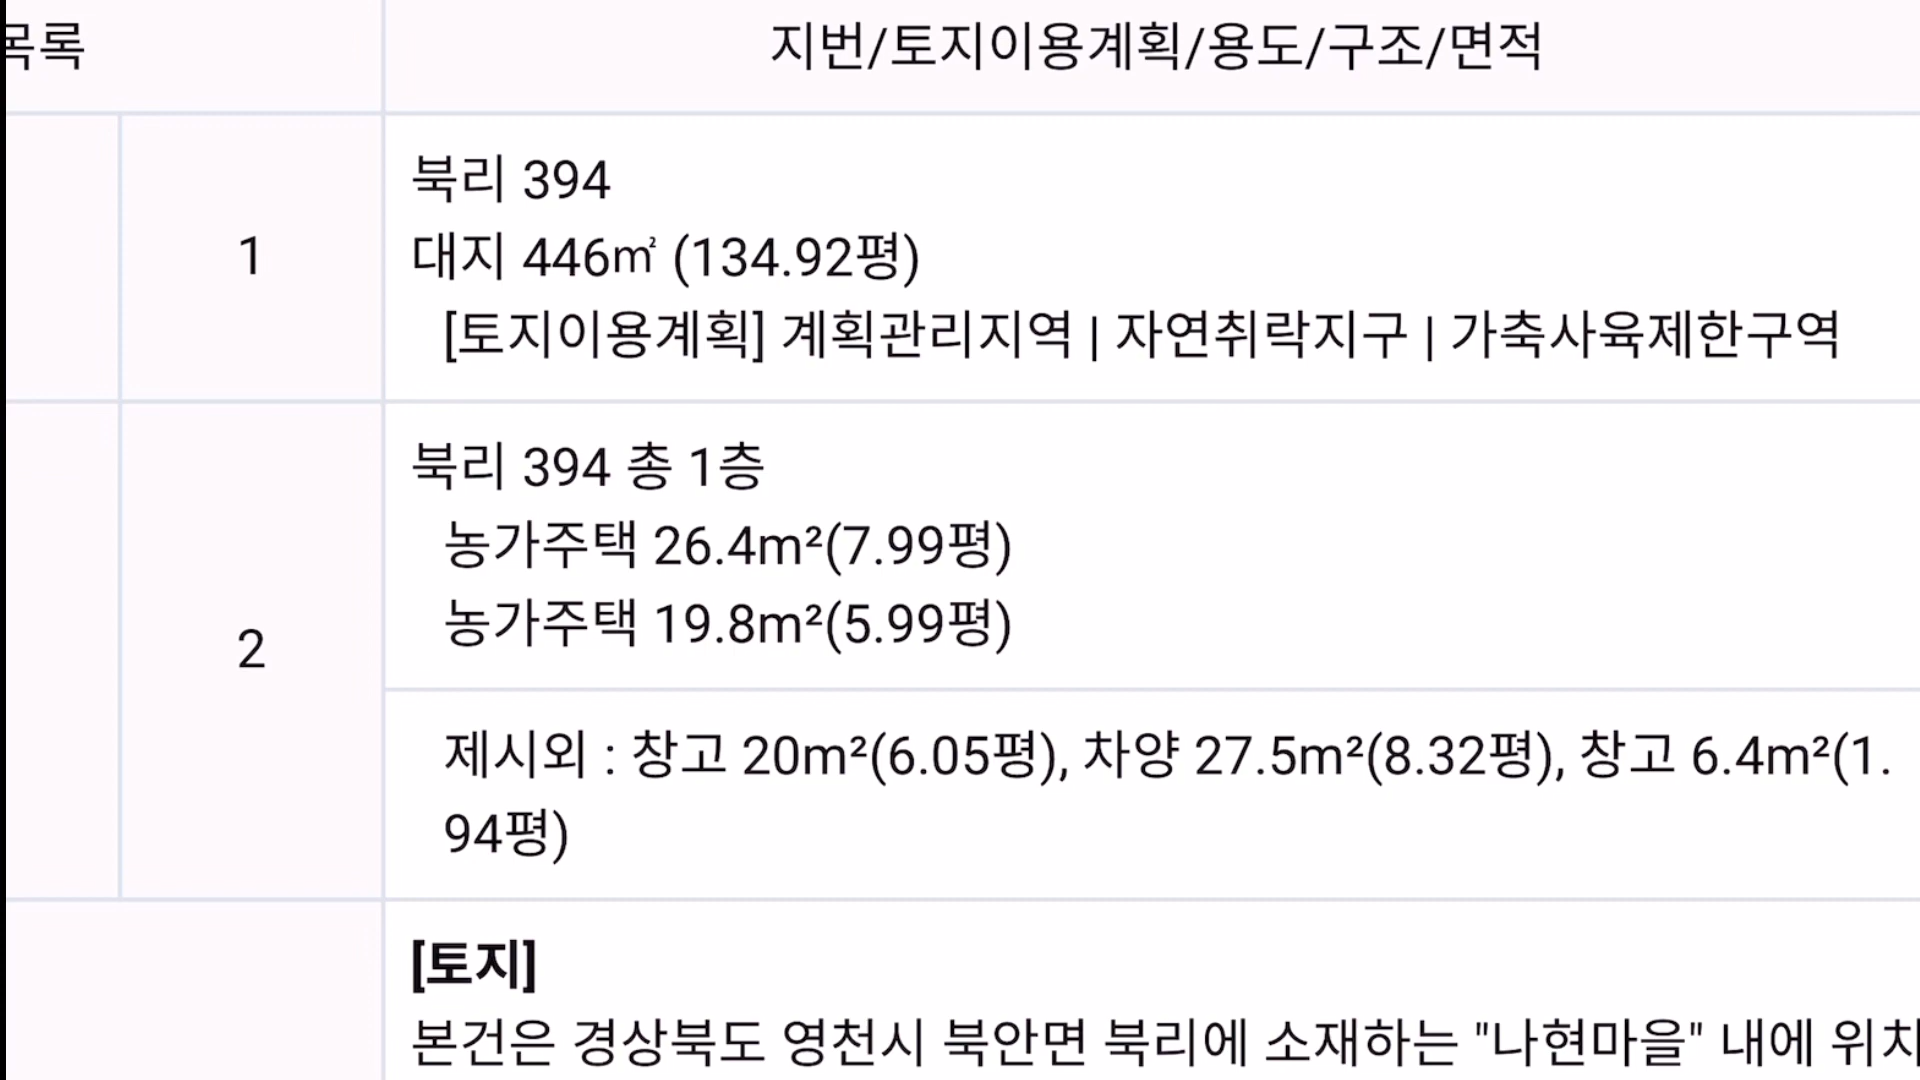 목록
지번/토지이용계획/용도/구조/면적
1
북리 394
대지 446㎡ (134.92평)
[토지이용계획] 계획관리지역 | 자연취락지구 | 가축사육제한구역
2
북리 394 총 1층
농가주택 26.4m²(7.99평)
농가주택 19.8m²(5.99평)
제시외 : 창고 20m²(6.05평), 차양 27.5m²(8.32평), 창고 6.4m²(1.
94평)
[토지]
본건은 경상북도 영천시 북안면 북리에 소재하는 "나현마을" 내에 위치